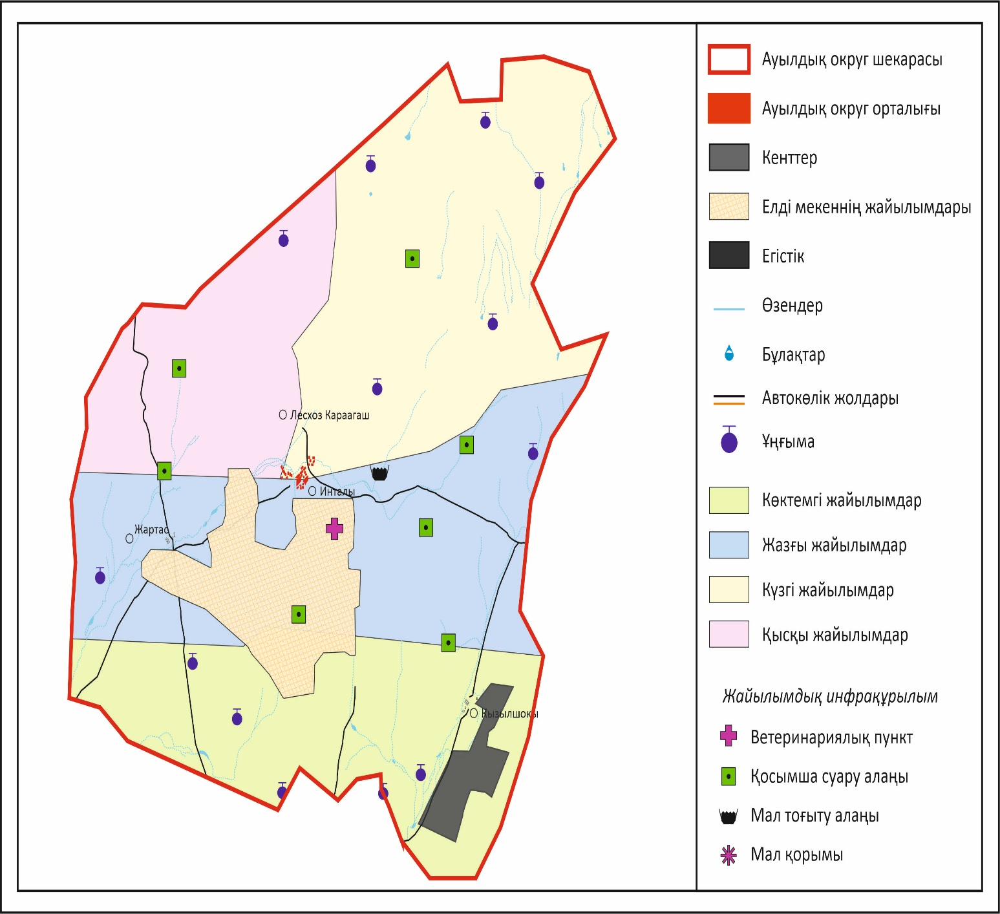 Ауылдық округ шекарасы
Ауылдық округ орталығы
Кенттер
Елді мекеннің жайылымдары
Егістік
Өзендер
Бұлақтар
Автокөлік жолдары
Ұңғыма
Көктемгі жайылымдар
Жазғы жайылымдар
Күзгі жайылымдар
Қысқы жайылымдар
Жайылымдық инфрақұрылым
Ветеринариялық пункт
Қосымша суару алаңы
Мал тоғыту алаңы
Мал қорымы
Лесхоз Караагаш
Инталы
Жартас
Кызылшокы